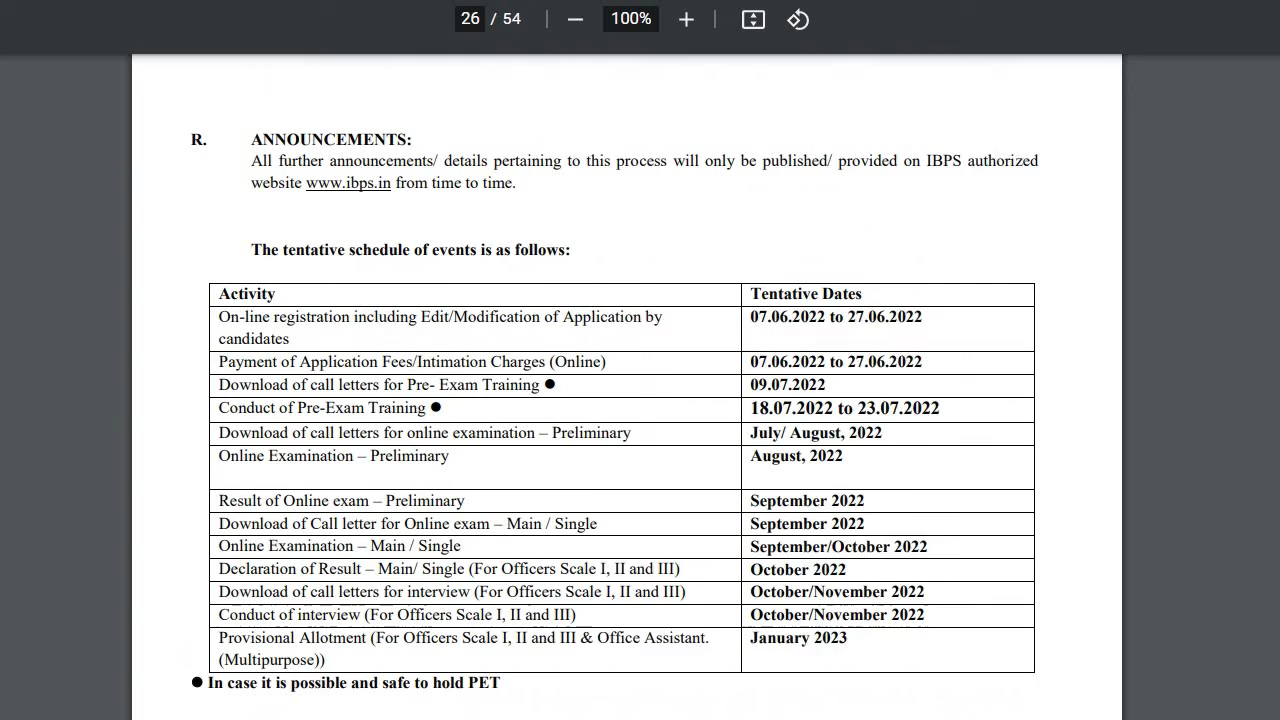 26 / 54 | − 100% + |
R. ANNOUNCEMENTS:
All further announcements/ details pertaining to this process will only be published/ provided on IBPS authorized
website www.ibps.in from time to time.
The tentative schedule of events is as follows:
Activity Tentative Dates
On-line registration including Edit/Modification of Application by 07.06.2022 to 27.06.2022
candidates
Payment of Application Fees/Intimation Charges (Online) 07.06.2022 to 27.06.2022
Download of call letters for Pre- Exam Training ● 09.07.2022
Conduct of Pre-Exam Training ● 18.07.2022 to 23.07.2022
Download of call letters for online examination – Preliminary July/ August, 2022
Online Examination – Preliminary August, 2022
Result of Online exam – Preliminary September 2022
Download of Call letter for Online exam – Main / Single September 2022
Online Examination – Main / Single September/October 2022
Declaration of Result – Main/ Single (For Officers Scale I, II and III) October 2022
Download of call letters for interview (For Officers Scale I, II and III) October/November 2022
Conduct of interview (For Officers Scale I, II and III) October/November 2022
Provisional Allotment (For Officers Scale I, II and III & Office Assistant. January 2023
(Multipurpose))
● In case it is possible and safe to hold PET